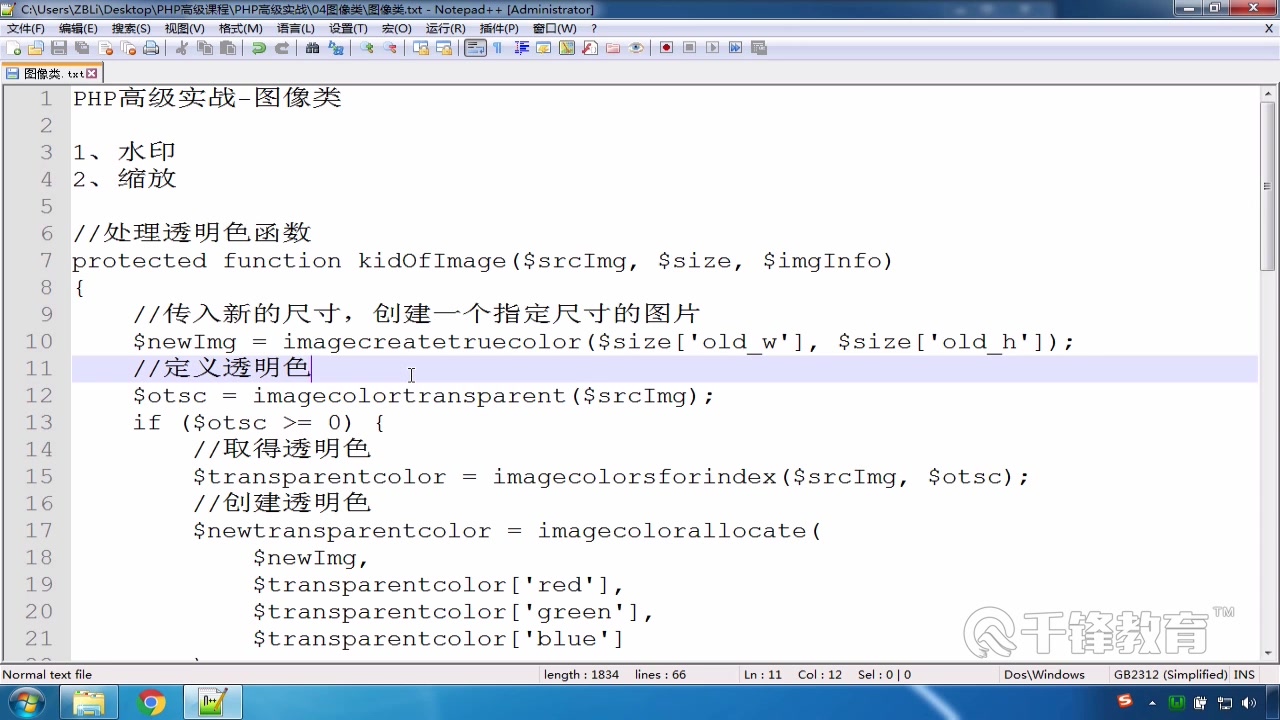 C:\Users\ZBLi\Desktop\PHP高级课程\PHP高级实战\04图像类\图像类.txt - Notepad++ [Administrator]
文件(F) 编辑(E) 搜索(S) 视图(V) 格式(M) 语言(L) 设置(T) 宏(O) 运行(R) 插件(P) 窗口(W) ? X
图像类.txt
1 PHP高级实战-图像类
2
3 1、水印
4 2、缩放
5
6 //处理透明色函数
7 protected function kidOfImage($srcImg, $size, $imgInfo)
8 {
9 //传入新的尺寸，创建一个指定尺寸的图片
10 $newImg = imagecreatetruecolor($size['old_w'], $size['old_h']);
11 //定义透明色
12 $otsc = imagecolortransparent($srcImg);
13 if ($otsc >= 0) {
14 //取得透明色
15 $transparentcolor = imagecolorsforindex($srcImg, $otsc);
16 //创建透明色
17 $newtransparentcolor = imagecolorallocate(
18 $newImg,
19 $transparentcolor['red'],
20 $transparentcolor['green'],
21 $transparentcolor['blue']
千锋教育™
Normal text file length : 1834 lines : 66 Ln : 11 Col : 12 Sel : 0 | 0 Dos\Windows GB2312 (Simplified) INS